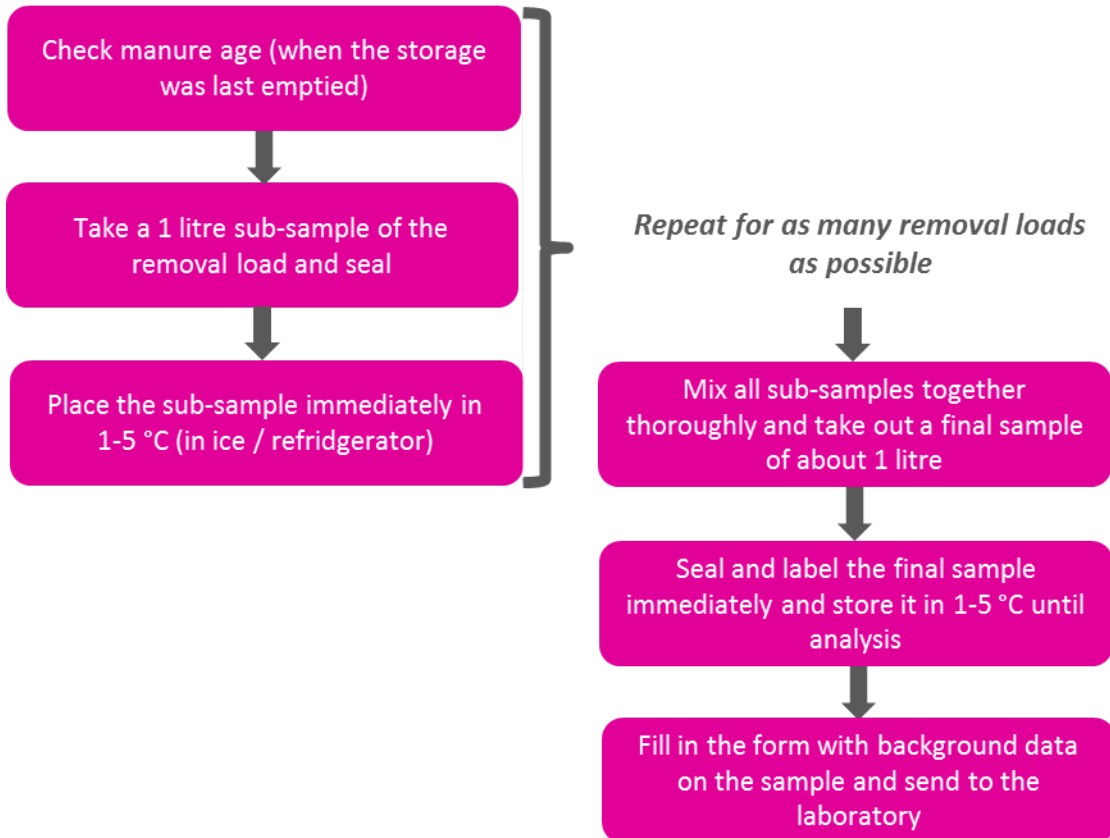 Check manure age (when the storage
was last emptied)
Take a 1 litre sub-sample of the
removal load and seal
Place the sub-sample immediately in
1-5 °C (in ice / refridgerator)
Repeat for as many removal loads
as possible
Mix all sub-samples together
thoroughly and take out a final sample
of about 1 litre
Seal and label the final sample
immediately and store it in 1-5 °C until
analysis
Fill in the form with background data
on the sample and send to the
laboratory